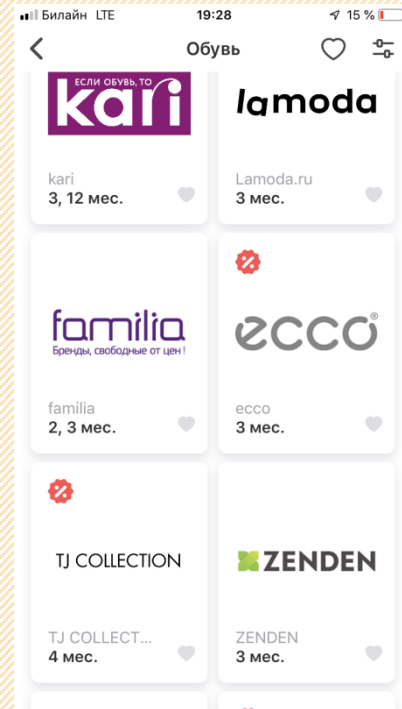 Билайн LTE 19:28 15 %
Обувь
ЕСЛИ ОБУВЬ, ТО
kari
lamoda
kari
3, 12 мес.
Lamoda.ru
3 мес.
familia
Бренды, свободные от цен!
ecco®
familia
2, 3 мес.
ecco
3 мес.
TJ COLLECTION
ZENDEN
TJ COLLECT...
4 мес.
ZENDEN
3 мес.